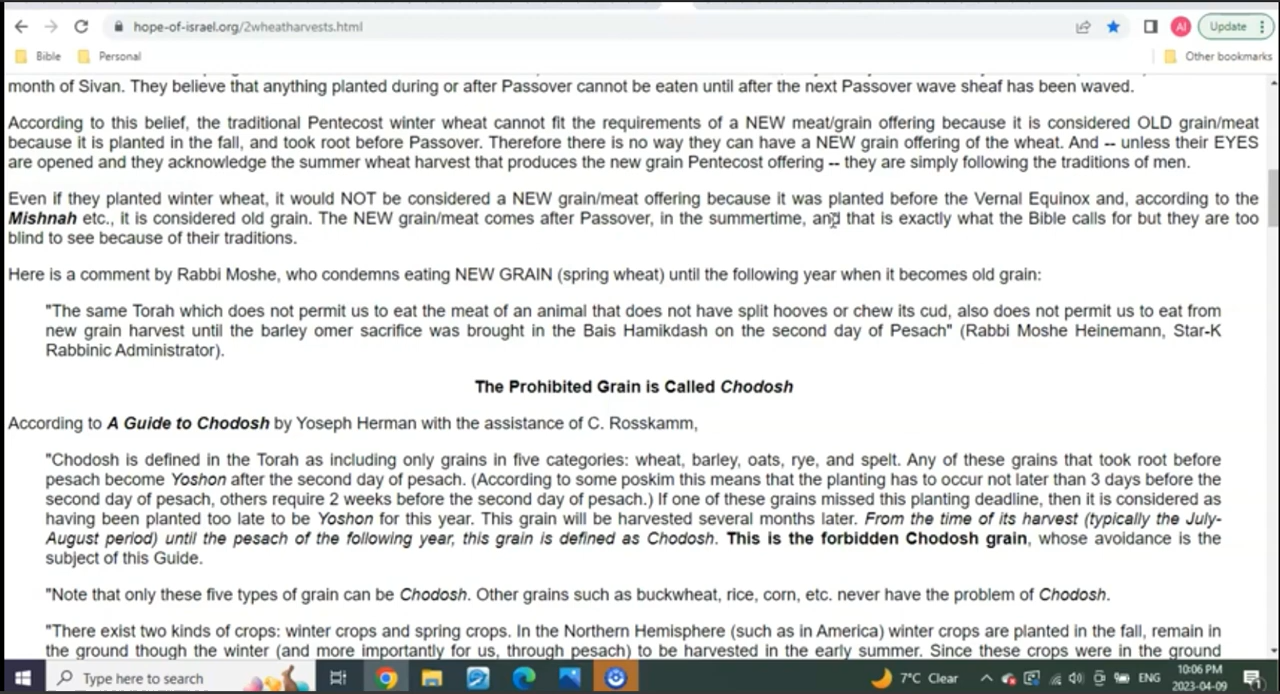 hope-of-israel.org/2wheatharvests.html
AI
Update
Bible
Personal
Other bookmarks
month of Sivan. They believe that anything planted during or after Passover cannot be eaten until after the next Passover wave sheaf has been waved.
According to this belief, the traditional Pentecost winter wheat cannot fit the requirements of a NEW meat/grain offering because it is considered OLD grain/meat
because it is planted in the fall, and took root before Passover. Therefore there is no way they can have a NEW grain offering of the wheat. And -- unless their EYES
are opened and they acknowledge the summer wheat harvest that produces the new grain Pentecost offering -- they are simply following the traditions of men.
Even if they planted winter wheat, it would NOT be considered a NEW grain/meat offering because it was planted before the Vernal Equinox and, according to the
Mishnah etc., it is considered old grain. The NEW grain/meat comes after Passover, in the summertime, and that is exactly what the Bible calls for but they are too
blind to see because of their traditions.
Here is a comment by Rabbi Moshe, who condemns eating NEW GRAIN (spring wheat) until the following year when it becomes old grain:
"The same Torah which does not permit us to eat the meat of an animal that does not have split hooves or chew its cud, also does not permit us to eat from
new grain harvest until the barley omer sacrifice was brought in the Bais Hamikdash on the second day of Pesach" (Rabbi Moshe Heinemann, Star-K
Rabbinic Administrator).
The Prohibited Grain is Called Chodosh
According to A Guide to Chodosh by Yoseph Herman with the assistance of C. Rosskamm,
"Chodosh is defined in the Torah as including only grains in five categories: wheat, barley, oats, rye, and spelt. Any of these grains that took root before
pesach become Yoshon after the second day of pesach. (According to some poskim this means that the planting has to occur not later than 3 days before the
second day of pesach, others require 2 weeks before the second day of pesach.) If one of these grains missed this planting deadline, then it is considered as
having been planted too late to be Yoshon for this year. This grain will be harvested several months later. From the time of its harvest (typically the July-
August period) until the pesach of the following year, this grain is defined as Chodosh. This is the forbidden Chodosh grain, whose avoidance is the
subject of this Guide.
"Note that only these five types of grain can be Chodosh. Other grains such as buckwheat, rice, corn, etc. never have the problem of Chodosh.
"There exist two kinds of crops: winter crops and spring crops. In the Northern Hemisphere (such as in America) winter crops are planted in the fall, remain in
the ground though the winter (and more importantly for us, through pesach) to be harvested in the early summer. Since these crops were in the ground
Type here to search
7°C Clear
ENG
10:06 PM
2023-04-09